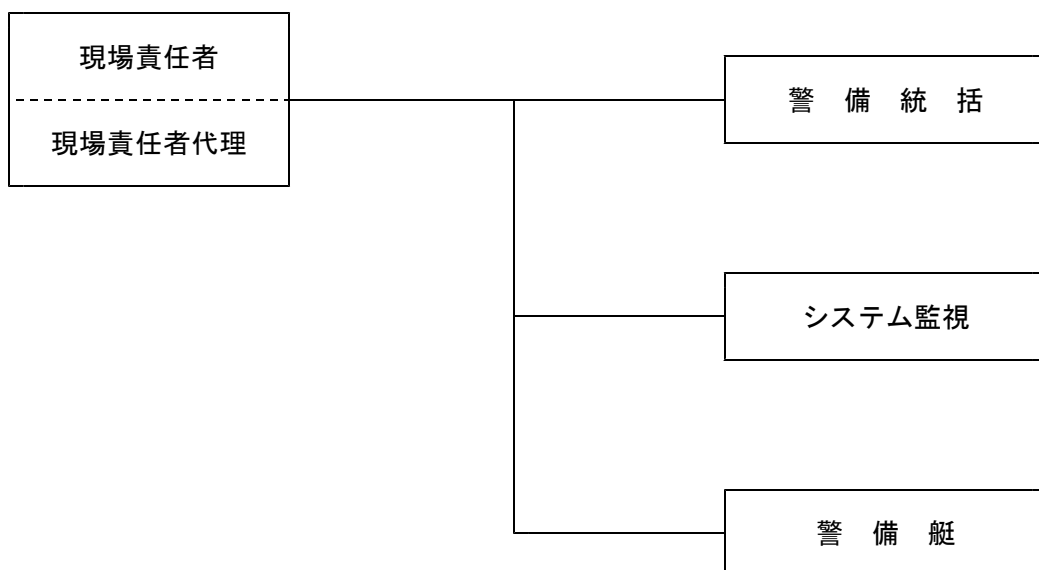 現場責任者
現場責任者代理
警　備　統　括
システム監視
警　備　艇